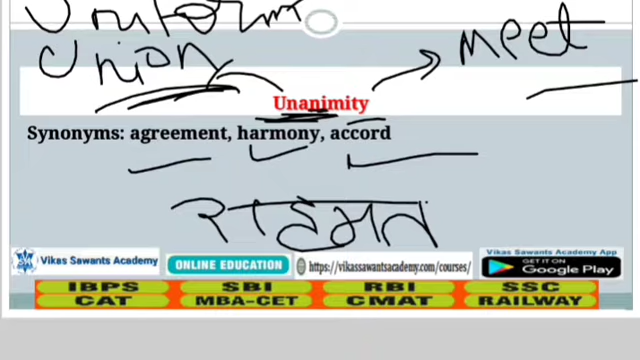 Uniform
Union
meet
Unanimity
Synonyms: agreement, harmony, accord
सहमत
Vikas Sawants Academy
ONLINE EDUCATION
https://vikassawantsacademy.com/courses/
Vikas Sawants Academy App
GET IT ON
Google Play
IBPS SBI RBI SSC
CAT MBA-CET CMAT RAILWAY